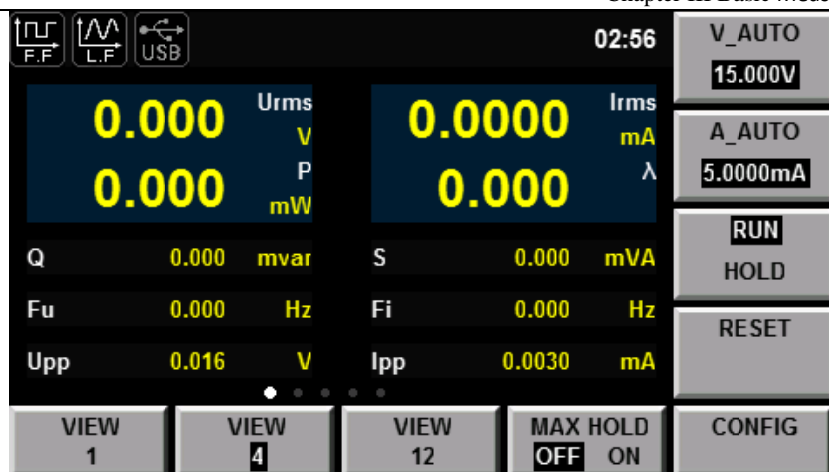 Chapter III Basic Mode
F.F L.F USB 02:56
V_AUTO
15.000V
0.000 Urms V 0.0000 Irms mA
A_AUTO
5.0000mA
0.000 P mW 0.000 λ
RUN
HOLD
Q 0.000 mvar S 0.000 mVA
Fu 0.000 Hz Fi 0.000 Hz
RESET
Upp 0.016 V Ipp 0.0030 mA
VIEW
1
VIEW
4
VIEW
12
MAX HOLD
OFF ON
CONFIG